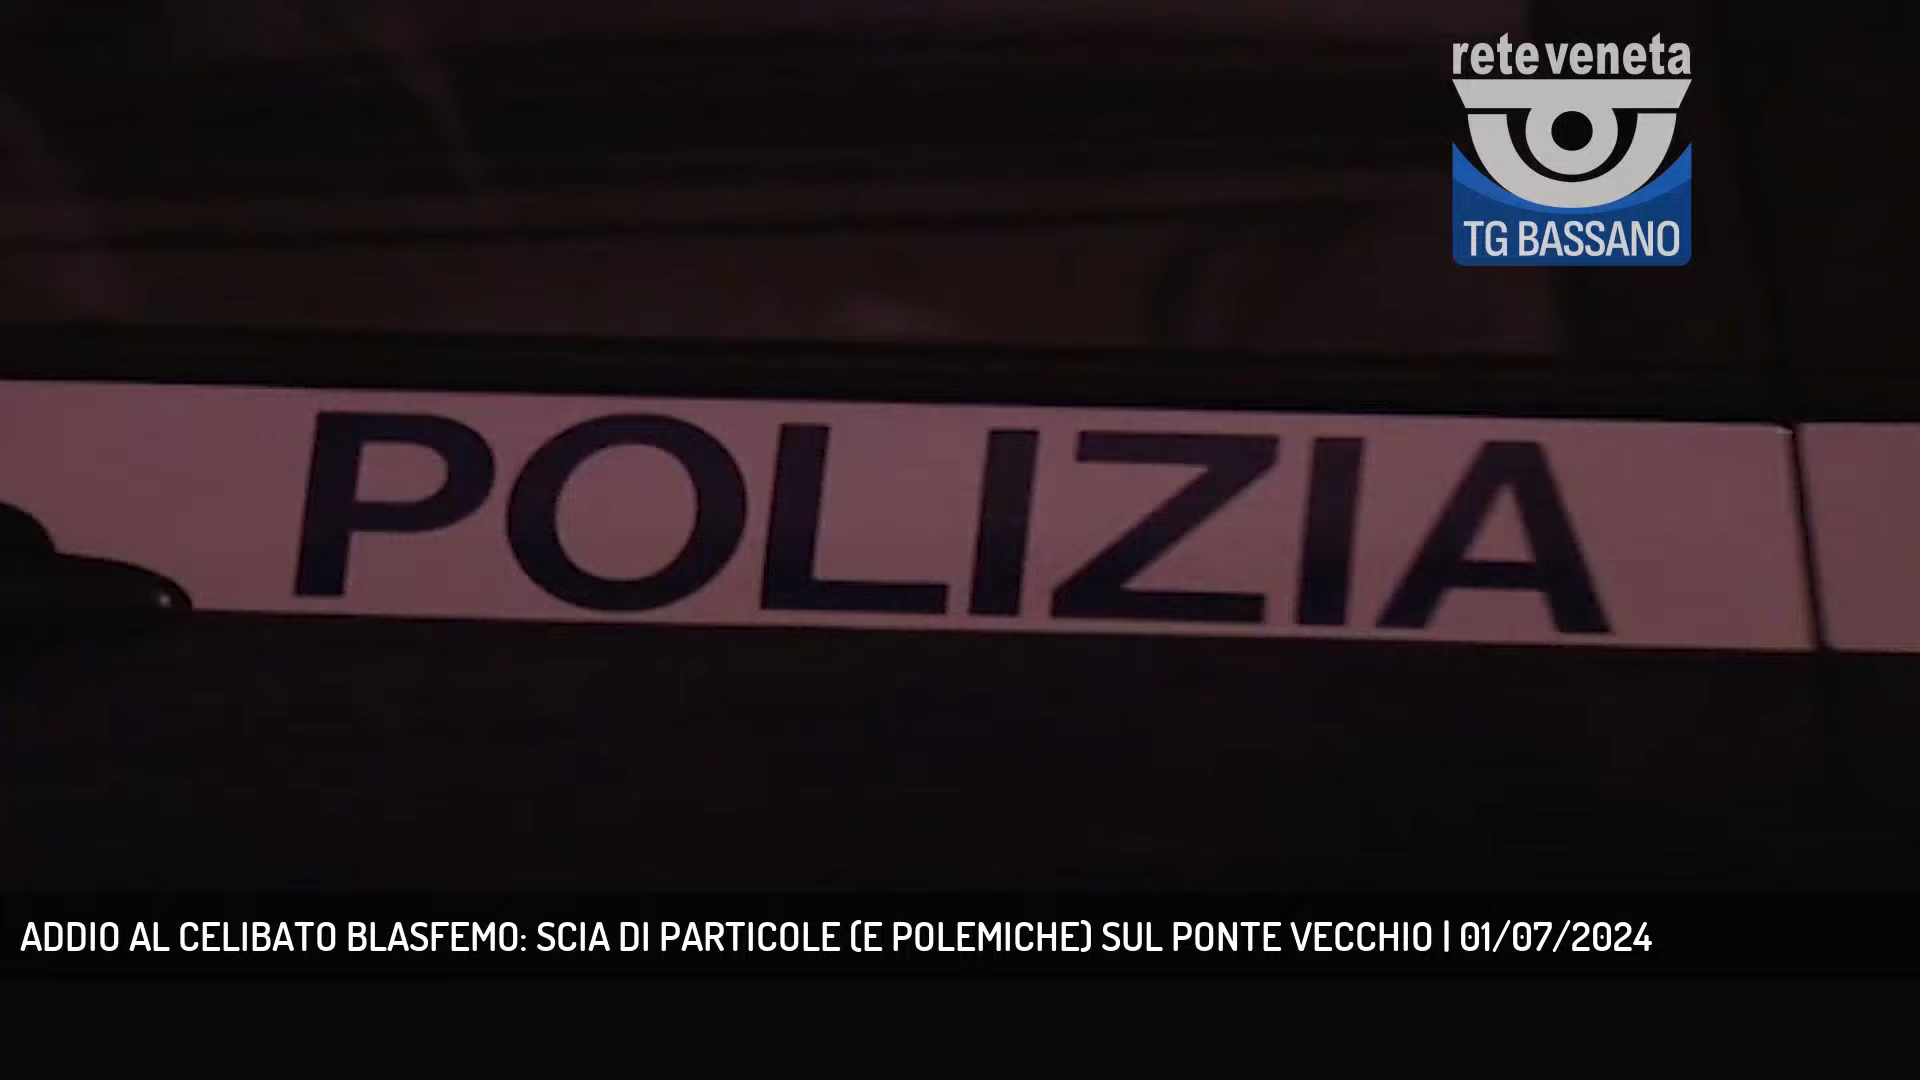 rete veneta
TG BASSANO
POLIZIA
ADDIO AL CELIBATO BLASFEMO: SCIA DI PARTICOLE (E POLEMICHE) SUL PONTE VECCHIO | 01/07/2024